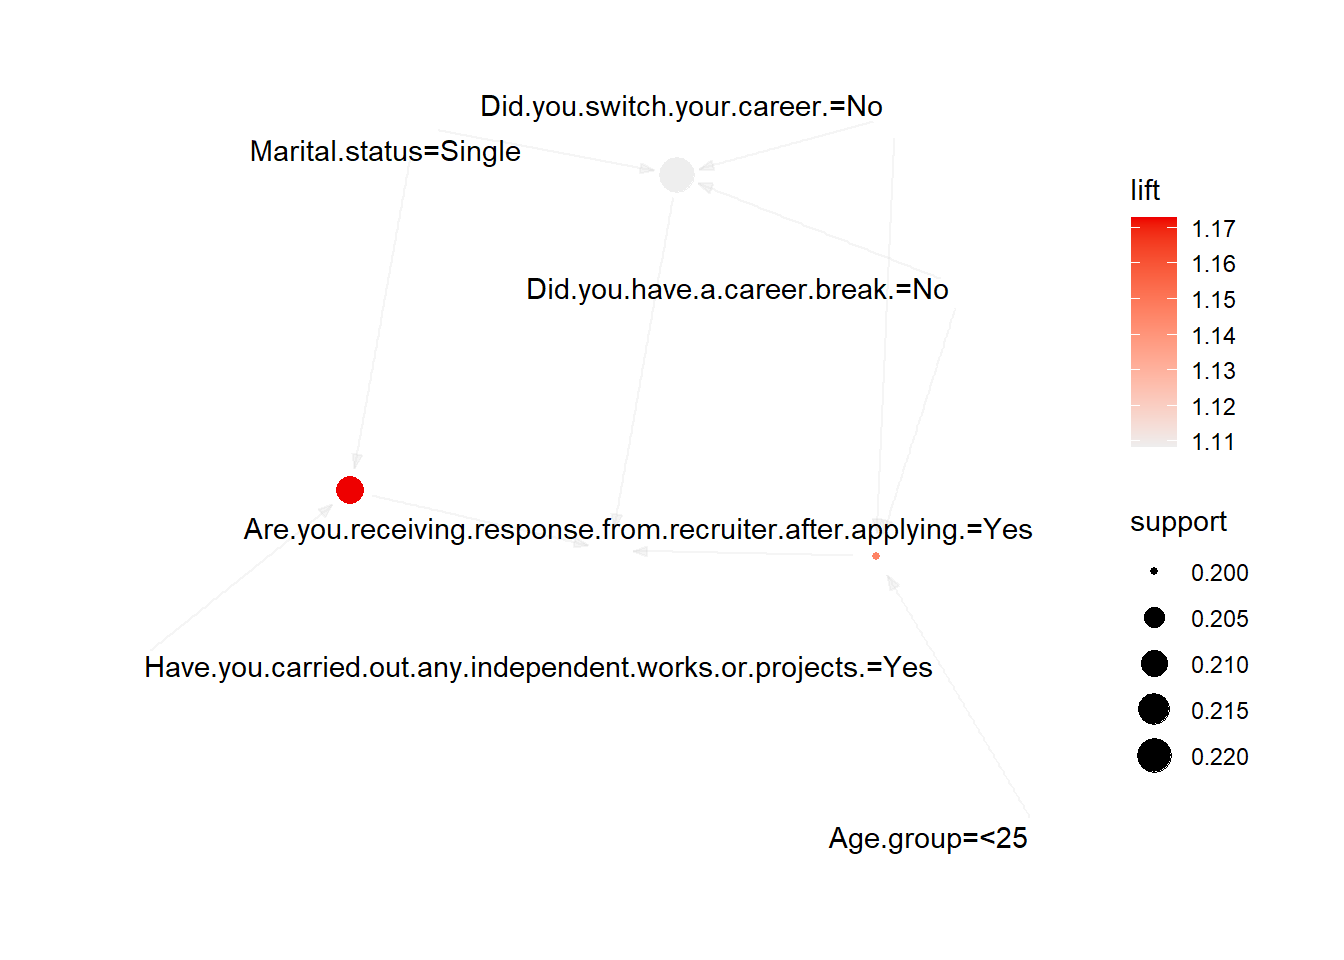 Did.you.switch.your.career.=No
Marital.status=Single
Did.you.have.a.career.break.=No
Are.you.receiving.response.from.recruiter.after.applying.=Yes
Have.you.carried.out.any.independent.works.or.projects.=Yes
Age.group=<25
lift
1.17
1.16
1.15
1.14
1.13
1.12
1.11
support
0.200
0.205
0.210
0.215
0.220